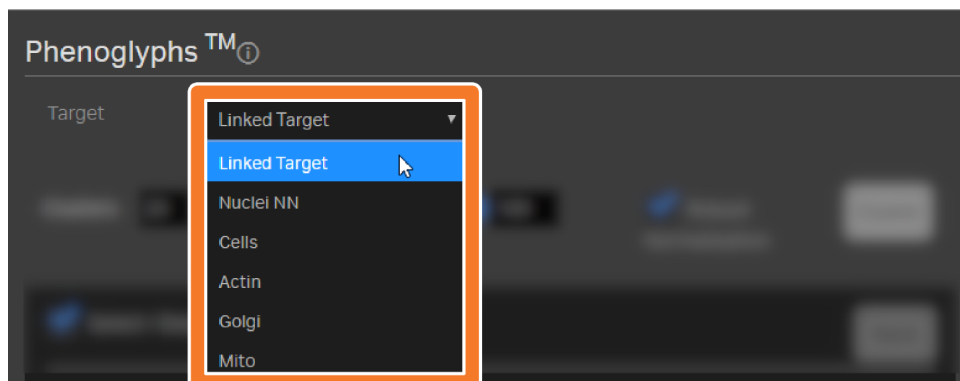 Phenoglyphs TM
Target
Linked Target
Linked Target
Nuclei NN
Cells
Actin
Golgi
Mito